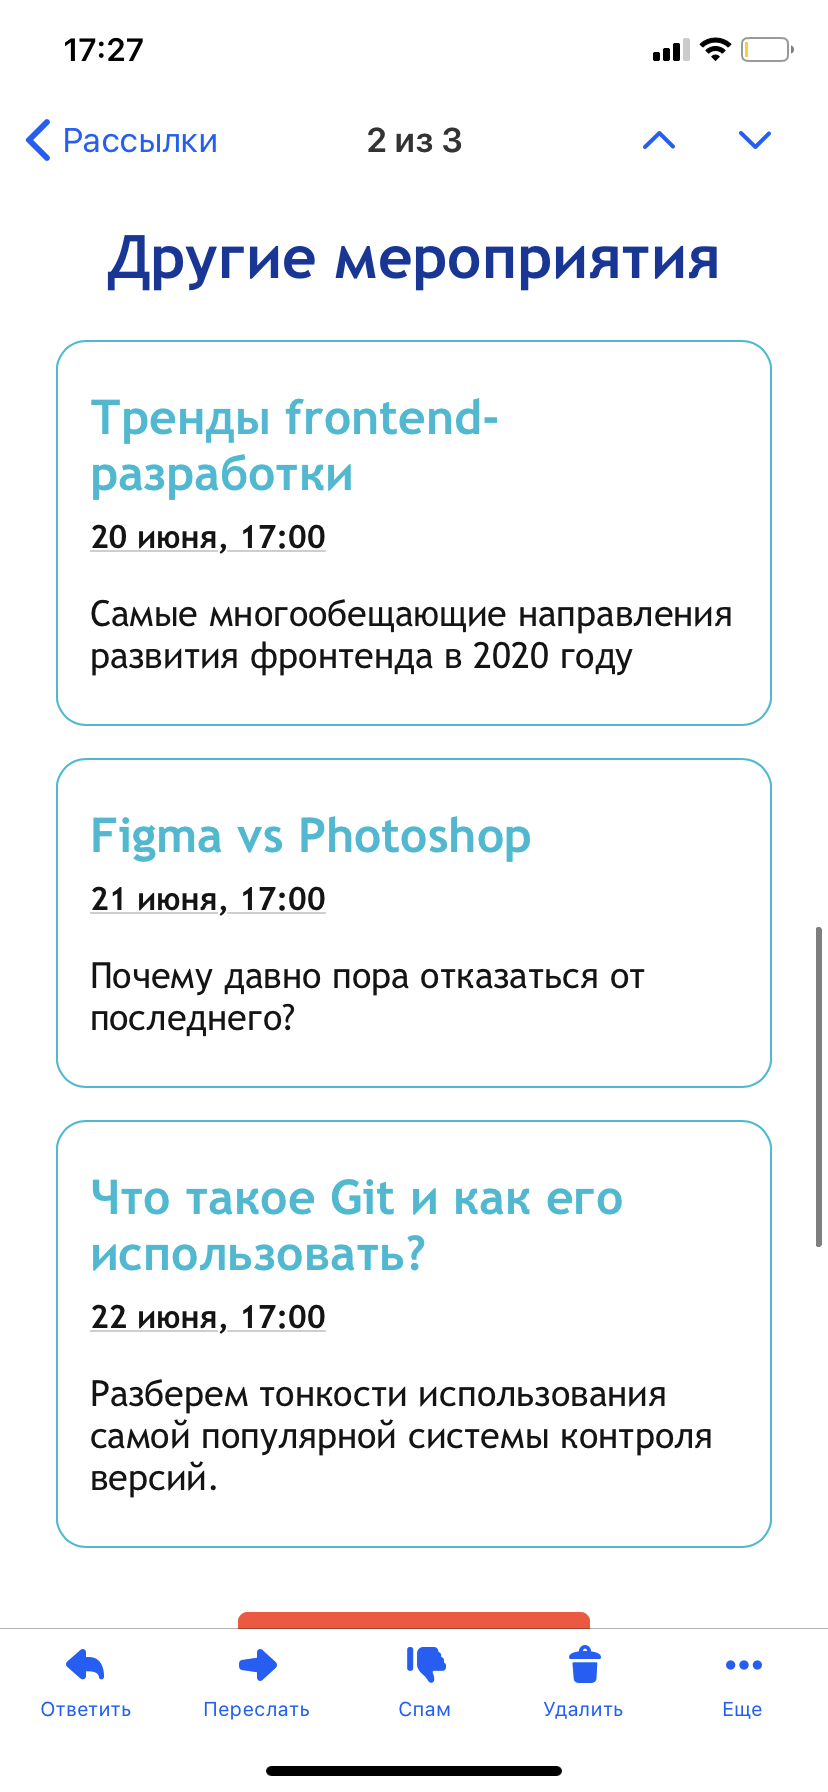 17:27
Рассылки
2 из 3
Другие мероприятия
Тренды frontend-
разработки
20 июня, 17:00
Самые многообещающие направления
развития фронтенда в 2020 году
Figma vs Photoshop
21 июня, 17:00
Почему давно пора отказаться от
последнего?
Что такое Git и как его
использовать?
22 июня, 17:00
Разберем тонкости использования
самой популярной системы контроля
версий.
Ответить
Переслать
Спам
Удалить
Еще